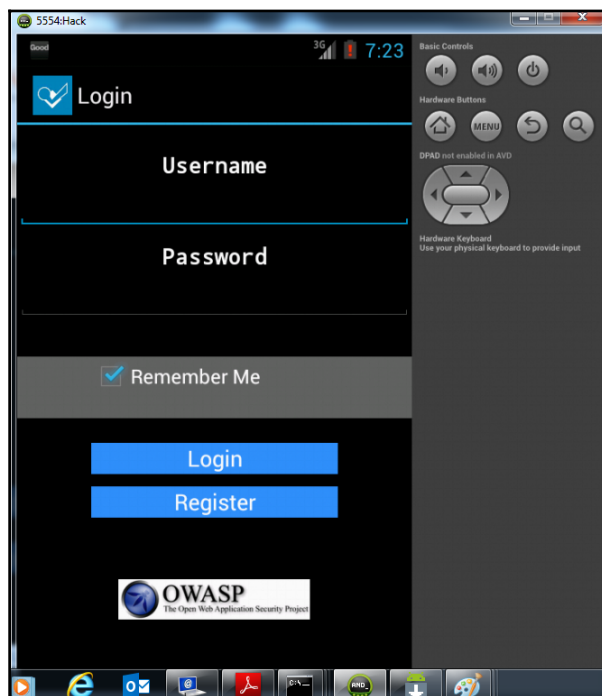 5554:Hack
Good
3G
7:23
Login
Username
Password
Remember Me
Login
Register
OWASP
The Open Web Application Security Project
Basic Controls
Hardware Buttons
MENU
DPAD not enabled in AVD
Hardware Keyboard
Use your physical keyboard to provide input
C:\_
AND_